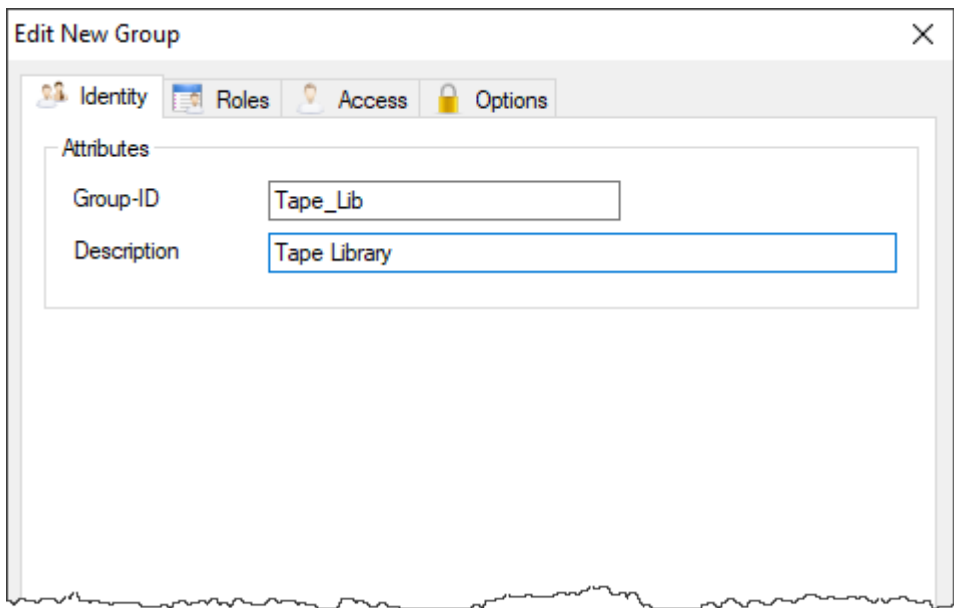 Edit New Group
Identity Roles Access Options
Attributes
Group-ID Tape_Lib
Description Tape Library